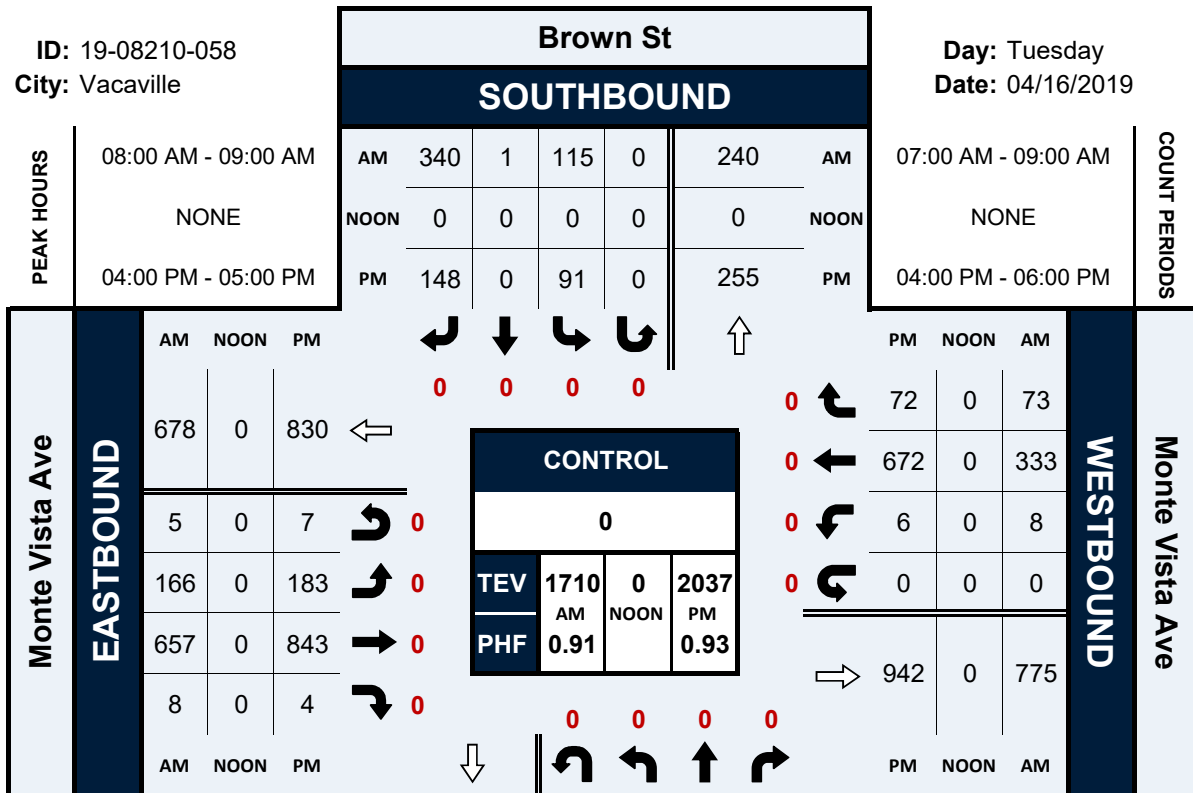 Brown St
ID: 19-08210-058
Day: Tuesday
City: Vacaville
Date: 04/16/2019
SOUTHBOUND
PEAK HOURS
08:00 AM - 09:00 AM
NONE
04:00 PM - 05:00 PM
AM 340 1 115 0 240 AM
NOON 0 0 0 0 0 NOON
PM 148 0 91 0 255 PM
07:00 AM - 09:00 AM
NONE
04:00 PM - 06:00 PM
COUNT PERIODS
0 0 0 0
Monte Vista Ave
EASTBOUND
AM NOON PM
678 0 830
5 0 7 0
166 0 183 0
657 0 843 0
8 0 4 0
AM NOON PM
CONTROL
0
TEV 1710 0 2037
AM NOON PM
PHF 0.91 0.93
PM NOON AM
0 72 0 73
0 672 0 333
0 6 0 8
0 0 0 0
942 0 775
PM NOON AM
WESTBOUND
Monte Vista Ave
0 0 0 0